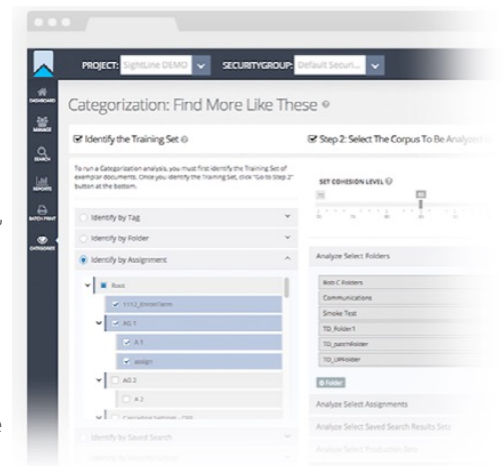 PROJECT: SightLine DEMO SECURITYGROUP: Default Securi...
DASHBOARD
MANAGE
SEARCH
REPORTS
BATCH PRINT
CATEGORIZE
Categorization: Find More Like These
Identify the Training Set
To run a Categorization analysis, you must first identify the Training Set of
exemplar documents. Once you identify the Training Set, click "Go to Step 2"
button at the bottom.
Identify by Tag
Identify by Folder
Identify by Assignment
Root
1112_EnronTerm
AG 1
A 1
assign
AG 2
A 2
Identify by Saved Search
Step 2: Select The Corpus To Be Analyzed
SET COHESION LEVEL
Analyze Select Folders
Bob C Folders
Communications
Smoke Test
TD_Folder1
TD_patchFolder
TD_UPFolder
Folder
Analyze Select Assignments
Analyze Select Saved Search Results Sets
Analyze Select Production Sets